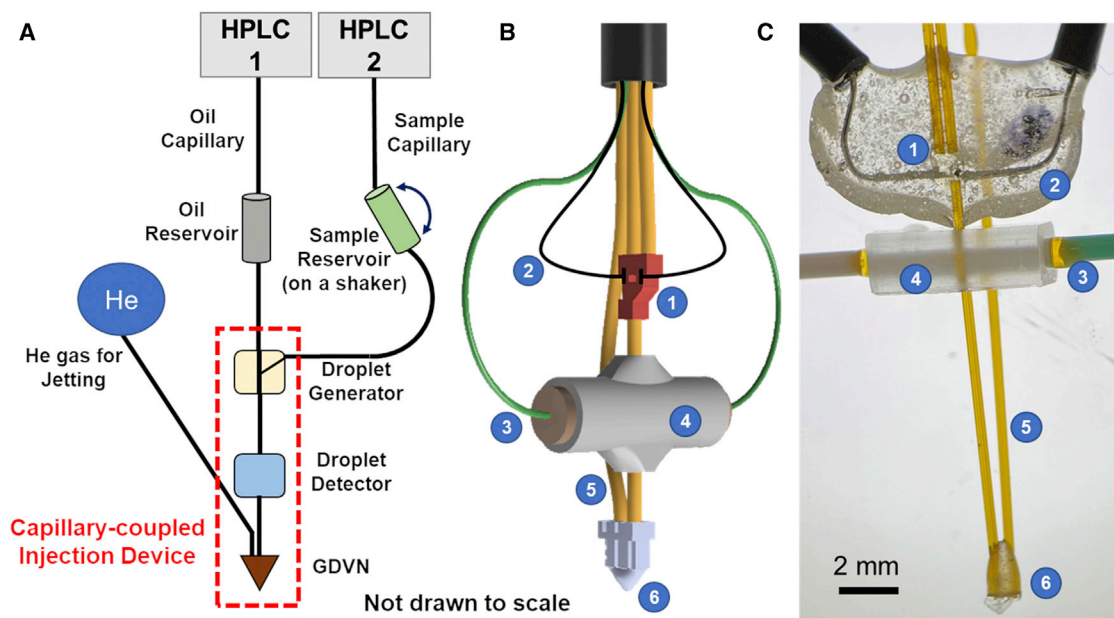 A
HPLC
1
HPLC
2
Oil
Capillary
Sample
Capillary
Oil
Reservoir
Sample
Reservoir
(on a shaker)
He
He gas for
Jetting
Droplet
Generator
Droplet
Detector
Capillary-coupled
Injection Device
GDVN
Not drawn to scale
B
2
1
3
4
5
6
C
1
2
4
3
5
6
2 mm